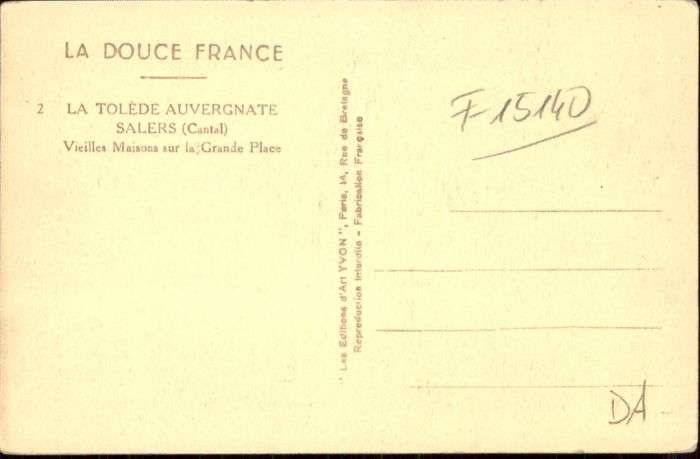 LA DOUCE FRANCE
2 LA TOLÈDE AUVERGNATE
SALERS (Cantal)
Vieilles Maisons sur la Grande Place
"Les Editions d'Art YVON", Paris, 14, Rue de Bretagne
Reproduction Interdite - Fabrication Française
F 15140
DA